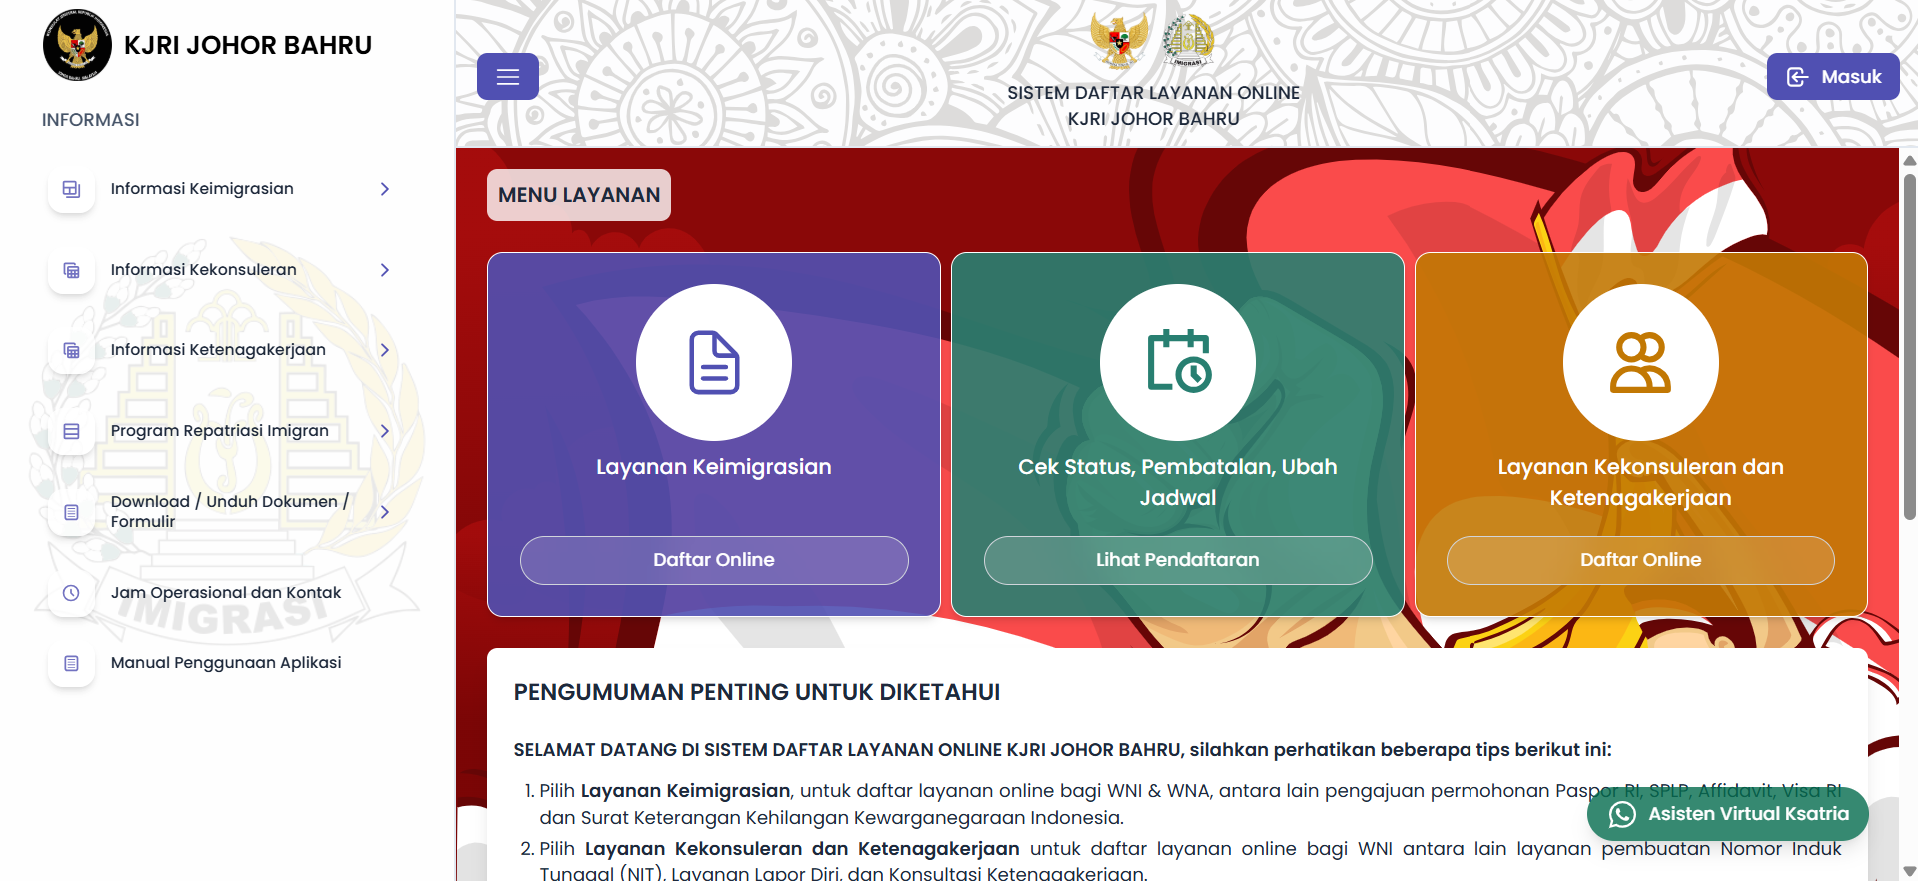 KJRI JOHOR BAHRU
INFORMASI
Informasi Keimigrasian
Informasi Kekonsuleran
Informasi Ketenagakerjaan
Program Repatriasi Imigran
Download / Unduh Dokumen /
Formulir
Jam Operasional dan Kontak
Manual Penggunaan Aplikasi
IMIGRASI
IMIGRASI
SISTEM DAFTAR LAYANAN ONLINE
KJRI JOHOR BAHRU
Masuk
MENU LAYANAN
Layanan Keimigrasian
Daftar Online
Cek Status, Pembatalan, Ubah
Jadwal
Lihat Pendaftaran
Layanan Kekonsuleran dan
Ketenagakerjaan
Daftar Online
PENGUMUMAN PENTING UNTUK DIKETAHUI
SELAMAT DATANG DI SISTEM DAFTAR LAYANAN ONLINE KJRI JOHOR BAHRU, silahkan perhatikan beberapa tips berikut ini:
1. Pilih Layanan Keimigrasian, untuk daftar layanan online bagi WNI & WNA, antara lain pengajuan permohonan Paspor RI, SPLP, Affidavit, Visa RI
dan Surat Keterangan Kehilangan Kewarganegaraan Indonesia.
2. Pilih Layanan Kekonsuleran dan Ketenagakerjaan untuk daftar layanan online bagi WNI antara lain layanan pembuatan Nomor Induk
Tunggal (NIT), Layanan Lapor Diri, dan Konsultasi Ketenagakerjaan.
Asisten Virtual Ksatria